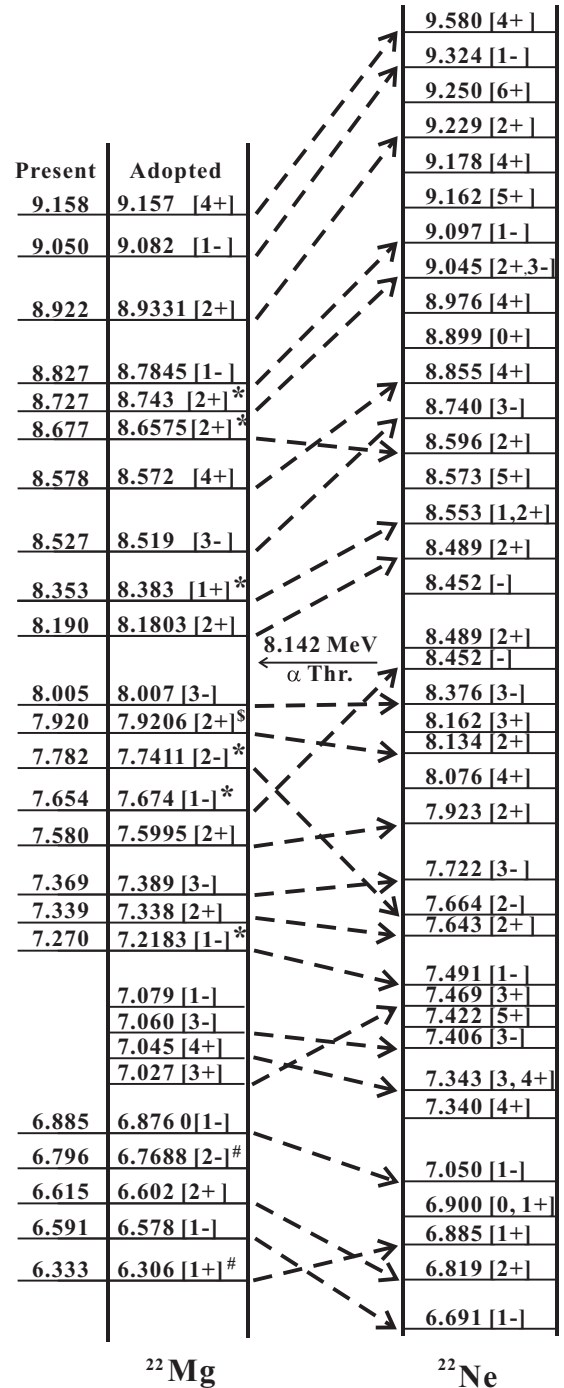 Present Adopted
9.158 9.157 [4+]
9.050 9.082 [1-]
8.922 8.9331 [2+]
8.827 8.7845 [1-]
8.727 8.743 [2+]*
8.677 8.6575 [2+]*
8.578 8.572 [4+]
8.527 8.519 [3-]
8.353 8.383 [1+]*
8.190 8.1803 [2+]
8.005 8.007 [3-]
7.920 7.9206 [2+]$
7.782 7.7411 [2-]*
7.654 7.674 [1-]*
7.580 7.5995 [2+]
7.369 7.389 [3-]
7.339 7.338 [2+]
7.270 7.2183 [1-]*
7.079 [1-]
7.060 [3-]
7.045 [4+]
7.027 [3+]
6.885 6.876 0[1-]
6.796 6.7688 [2-]#
6.615 6.602 [2+]
6.591 6.578 [1-]
6.333 6.306 [1+]#
22Mg
8.142 MeV
α Thr.
9.580 [4+]
9.324 [1-]
9.250 [6+]
9.229 [2+]
9.178 [4+]
9.162 [5+]
9.097 [1-]
9.045 [2+,3-]
8.976 [4+]
8.899 [0+]
8.855 [4+]
8.740 [3-]
8.596 [2+]
8.573 [5+]
8.553 [1,2+]
8.489 [2+]
8.452 [-]
8.489 [2+]
8.452 [-]
8.376 [3-]
8.162 [3+]
8.134 [2+]
8.076 [4+]
7.923 [2+]
7.722 [3-]
7.664 [2-]
7.643 [2+]
7.491 [1-]
7.469 [3+]
7.422 [5+]
7.406 [3-]
7.343 [3, 4+]
7.340 [4+]
7.050 [1-]
6.900 [0, 1+]
6.885 [1+]
6.819 [2+]
6.691 [1-]
22Ne